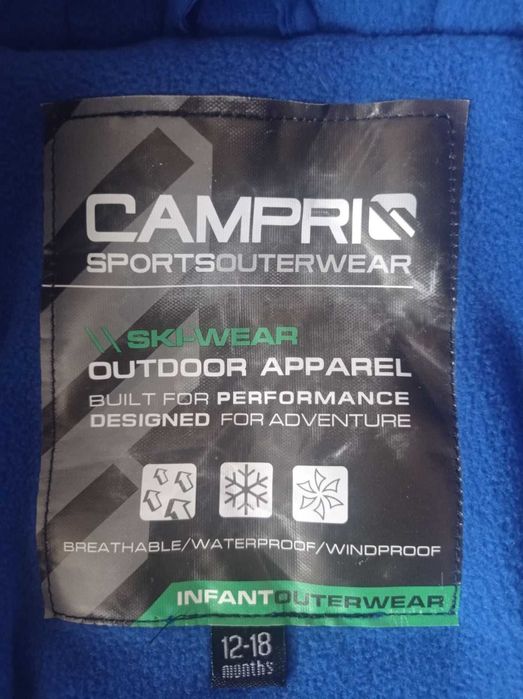 CAMPRI
SPORTSOUTERWEAR
\\ SKI-WEAR
OUTDOOR APPAREL
BUILT FOR PERFORMANCE
DESIGNED FOR ADVENTURE
BREATHABLE/WATERPROOF/WINDPROOF
INFANTOUTERWEAR
12-18
months